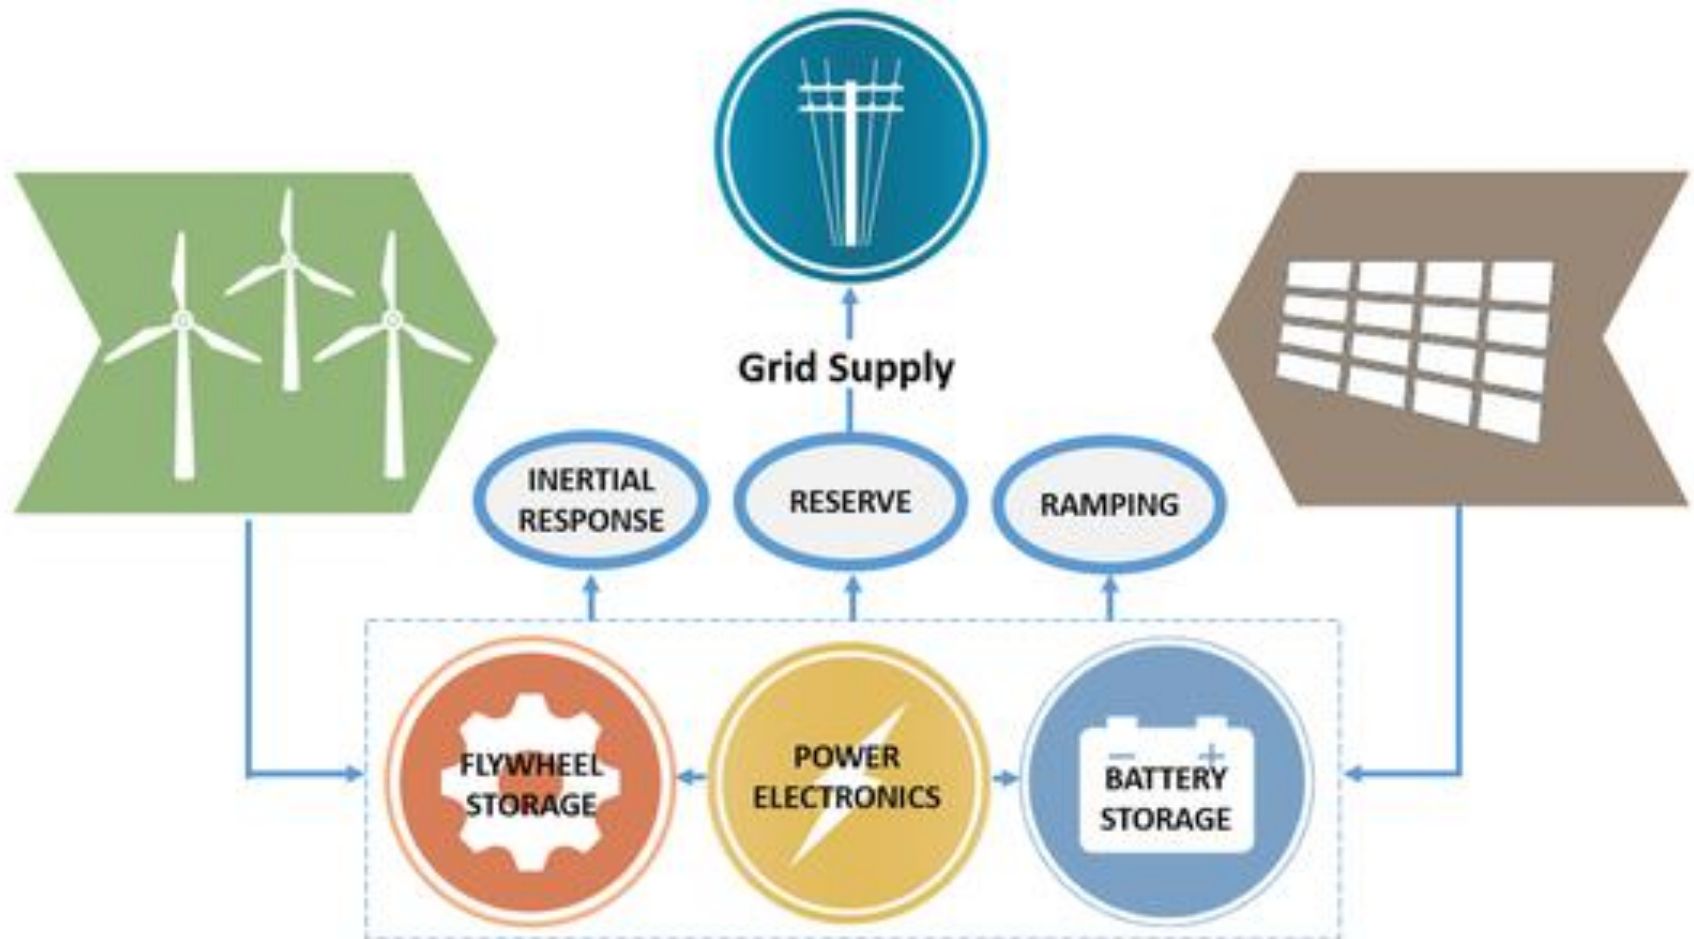 Grid Supply
INERTIAL
RESPONSE
RESERVE
RAMPING
FLYWHEEL
STORAGE
POWER
ELECTRONICS
BATTERY
STORAGE